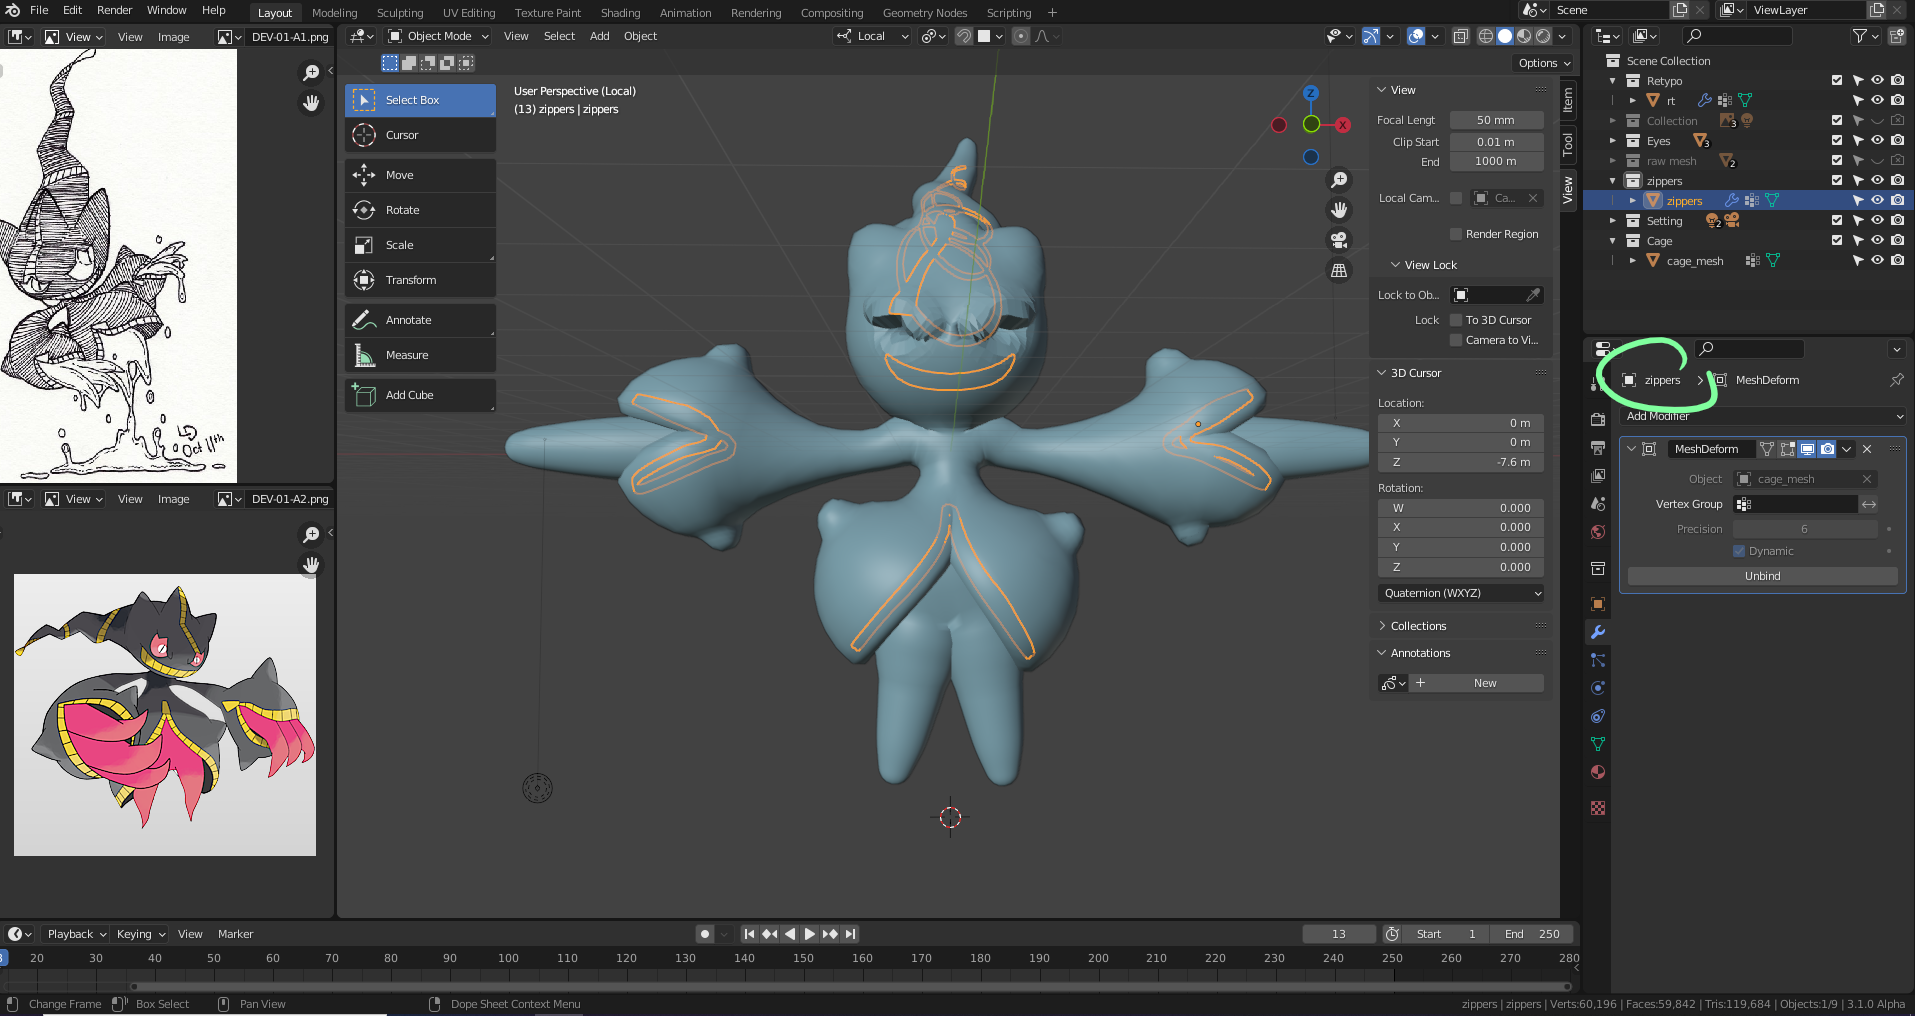 File Edit Render Window Help Layout Modeling Sculpting UV Editing Texture Paint Shading Animation Rendering Compositing Geometry Nodes Scripting + Scene ViewLayer
View View Image DEV-01-A1.png
Object Mode View Select Add Object Local
Options
Select Box
Cursor
Move
Rotate
Scale
Transform
Annotate
Measure
Add Cube
User Perspective (Local)
(13) zippers | zippers
Z
X
View
Focal Lengt 50 mm
Clip Start 0.01 m
End 1000 m
Local Cam... Ca...
Render Region
View Lock
Lock to Ob...
Lock To 3D Cursor
Camera to Vi...
3D Cursor
Location:
X 0 m
Y 0 m
Z -7.6 m
Rotation:
W 0.000
X 0.000
Y 0.000
Z 0.000
Quaternion (WXYZ)
Collections
Annotations
New
Item
Tool
View
Scene Collection
Retypo
rt
Collection 3
Eyes 3
raw mesh 2
zippers
zippers
Setting 2
Cage
cage_mesh
zippers > MeshDeform
Add Modifier
MeshDeform
Object cage_mesh
Vertex Group
Precision 6
Dynamic
Unbind
Oct 11th
View View Image DEV-01-A2.png
Playback Keying View Marker 13 Start 1 End 250
20 30 40 50 60 70 80 90 100 110 120 130 140 150 160 170 180 190 200 210 220 230 240 250 260 270 280
Change Frame Box Select Pan View Dope Sheet Context Menu zippers | zippers | Verts:60,196 | Faces:59,842 | Tris:119,684 | Objects:1/9 | 3.1.0 Alpha